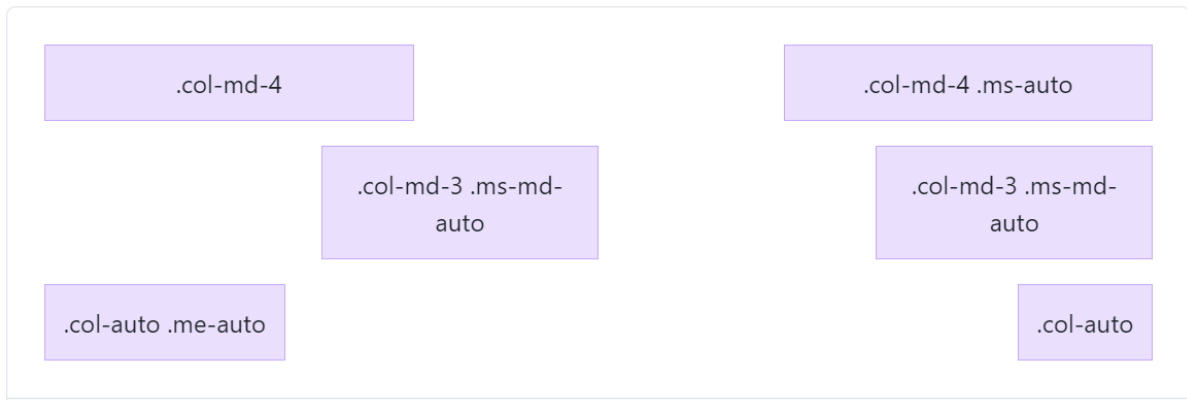 .col-md-4
.col-md-4 .ms-auto
.col-md-3 .ms-md-
auto
.col-md-3 .ms-md-
auto
.col-auto .me-auto
.col-auto